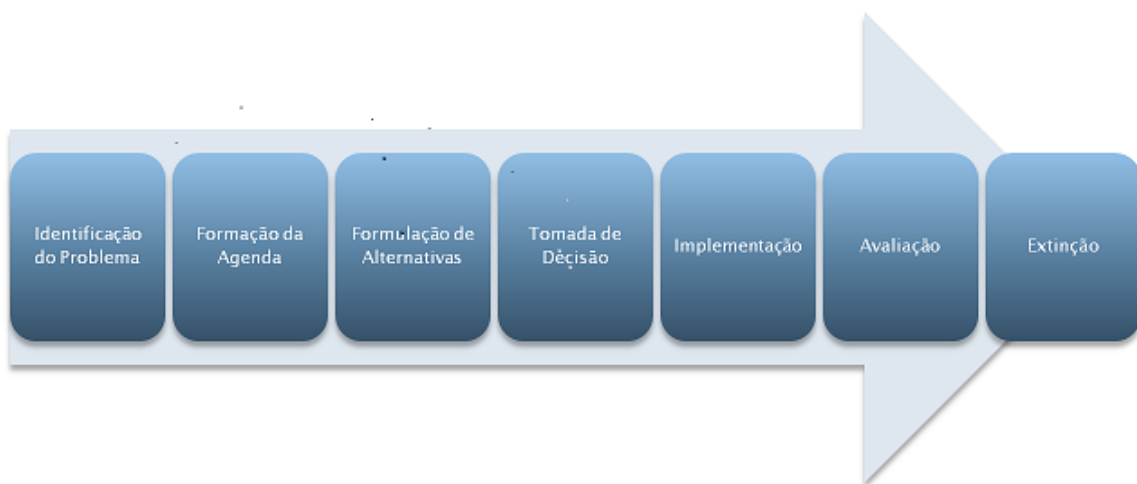 Identificação
do Problema
Formação da
Agenda
Formulação de
Alternativas
Tomada de
Decisão
Implementação
Avaliação
Extinção